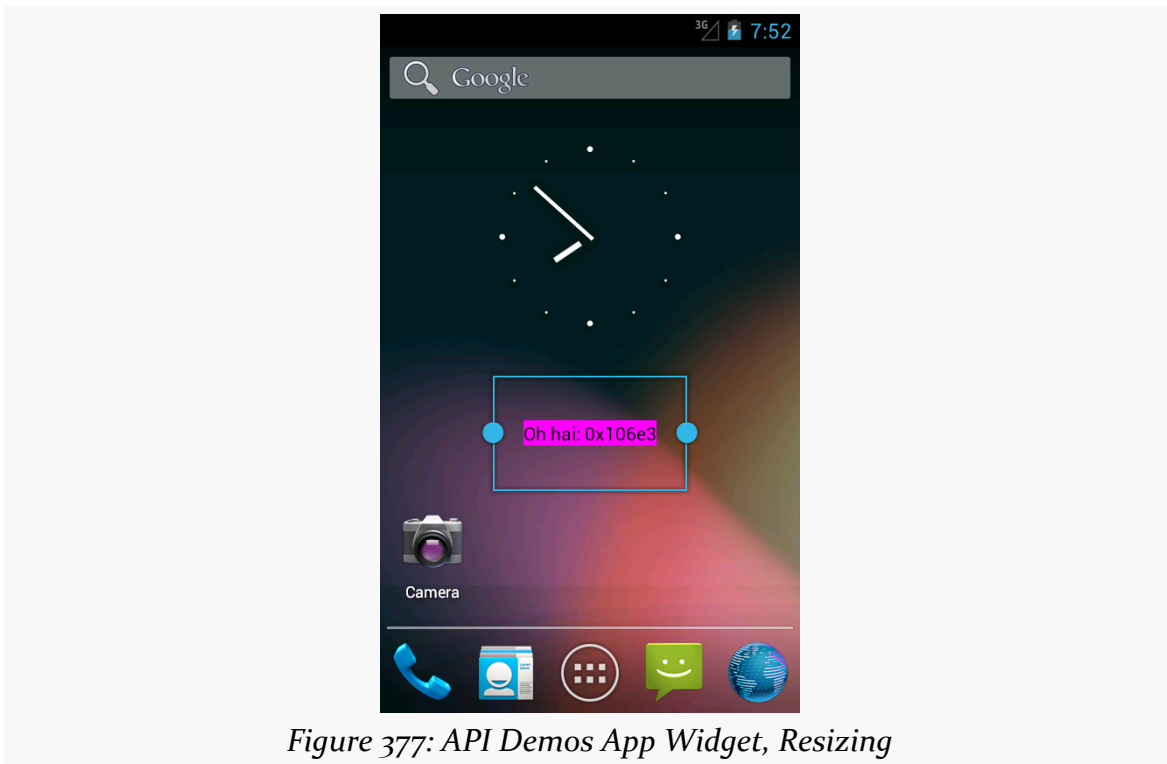 3G 7:52
Google
Oh hai: 0x106e3
Camera
Figure 377: API Demos App Widget, Resizing